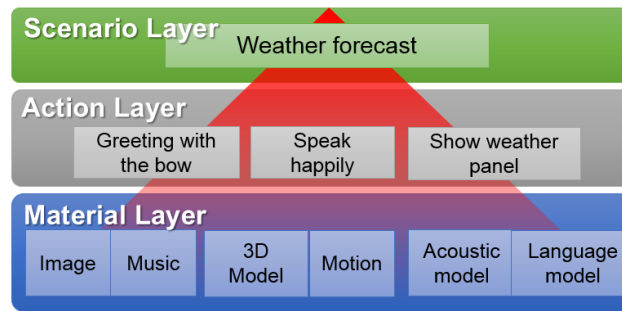 Scenario Layer
Weather forecast
Action Layer
Greeting with
the bow
Speak
happily
Show weather
panel
Material Layer
Image
Music
3D
Model
Motion
Acoustic
model
Language
model